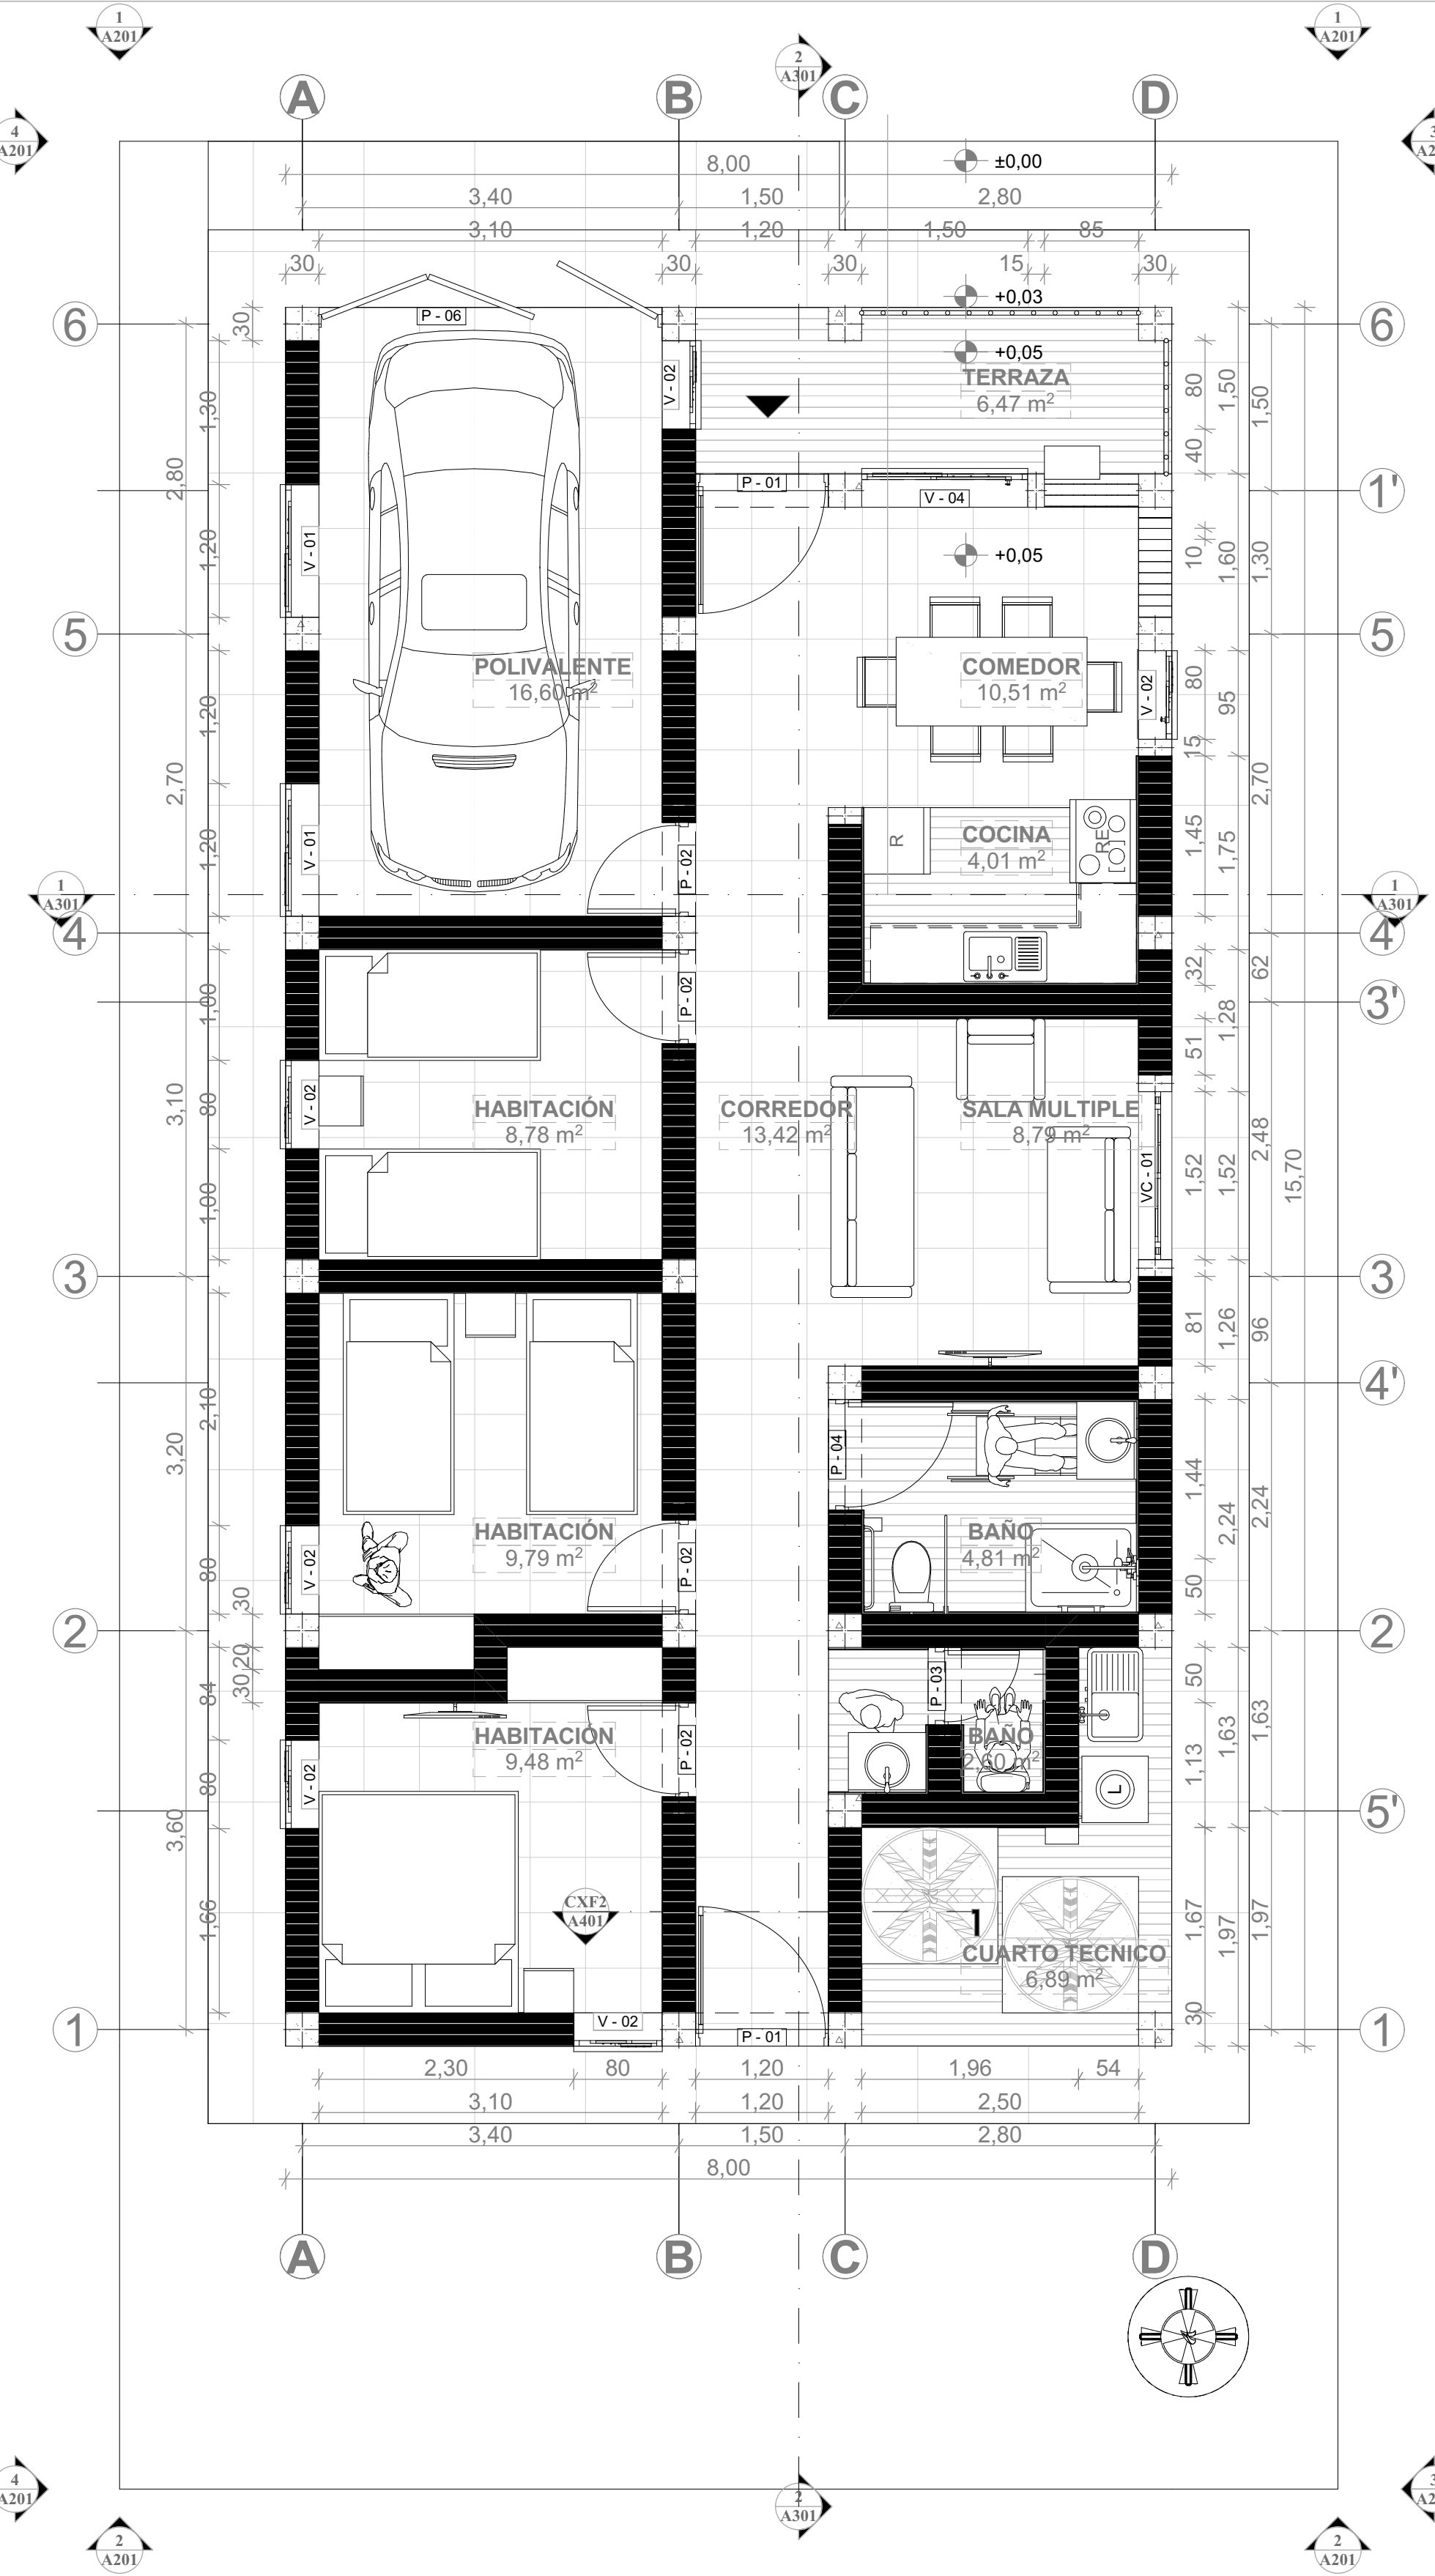 1
A201
1
A201
2
A301
A
B
C
D
4
A201
3
8,00
±0,00
3,40
1,50
2,80
3,10
1,20
1,50
85
30
30
30
15
30
+0,03
6
30
P - 06
6
+0,05
TERRAZA
6,47 m²
V - 02
80
1,50
1,50
1,30
40
2,80
P - 01
V - 04
1'
1,20
V - 01
+0,05
10
1,60
1,30
5
5
POLIVALENTE
16,60 m²
COMEDOR
10,51 m²
V - 02
80
95
1,20
15
2,70
2,70
1,20
V - 01
P - 02
R
COCINA
4,01 m²
RE
1,45
1,75
1
A301
1
A301
4
4
32
62
1,00
P - 02
3'
1,28
51
3,10
80
V - 02
HABITACIÓN
8,78 m²
CORREDOR
13,42 m²
SALA MULTIPLE
8,79 m²
VC - 01
1,52
1,52
2,48
15,70
1,00
3
3
81
1,26
96
4'
2,10
3,20
P - 04
1,44
2,24
2,24
HABITACIÓN
9,79 m²
BAÑO
4,81 m²
V - 02
80
P - 02
50
30
2
2
20
30
84
P - 03
50
1,63
1,63
HABITACIÓN
9,48 m²
BAÑO
2,60 m²
P - 02
1,13
V - 02
80
L
5'
3,60
1,66
CXF2
A401
1
1,67
1,97
1,97
CUARTO TECNICO
6,89 m²
30
1
V - 02
P - 01
1
2,30
80
1,20
1,96
54
3,10
1,20
2,50
3,40
1,50
2,80
8,00
A
B
C
D
4
A201
3
2
A301
2
A201
2
A201